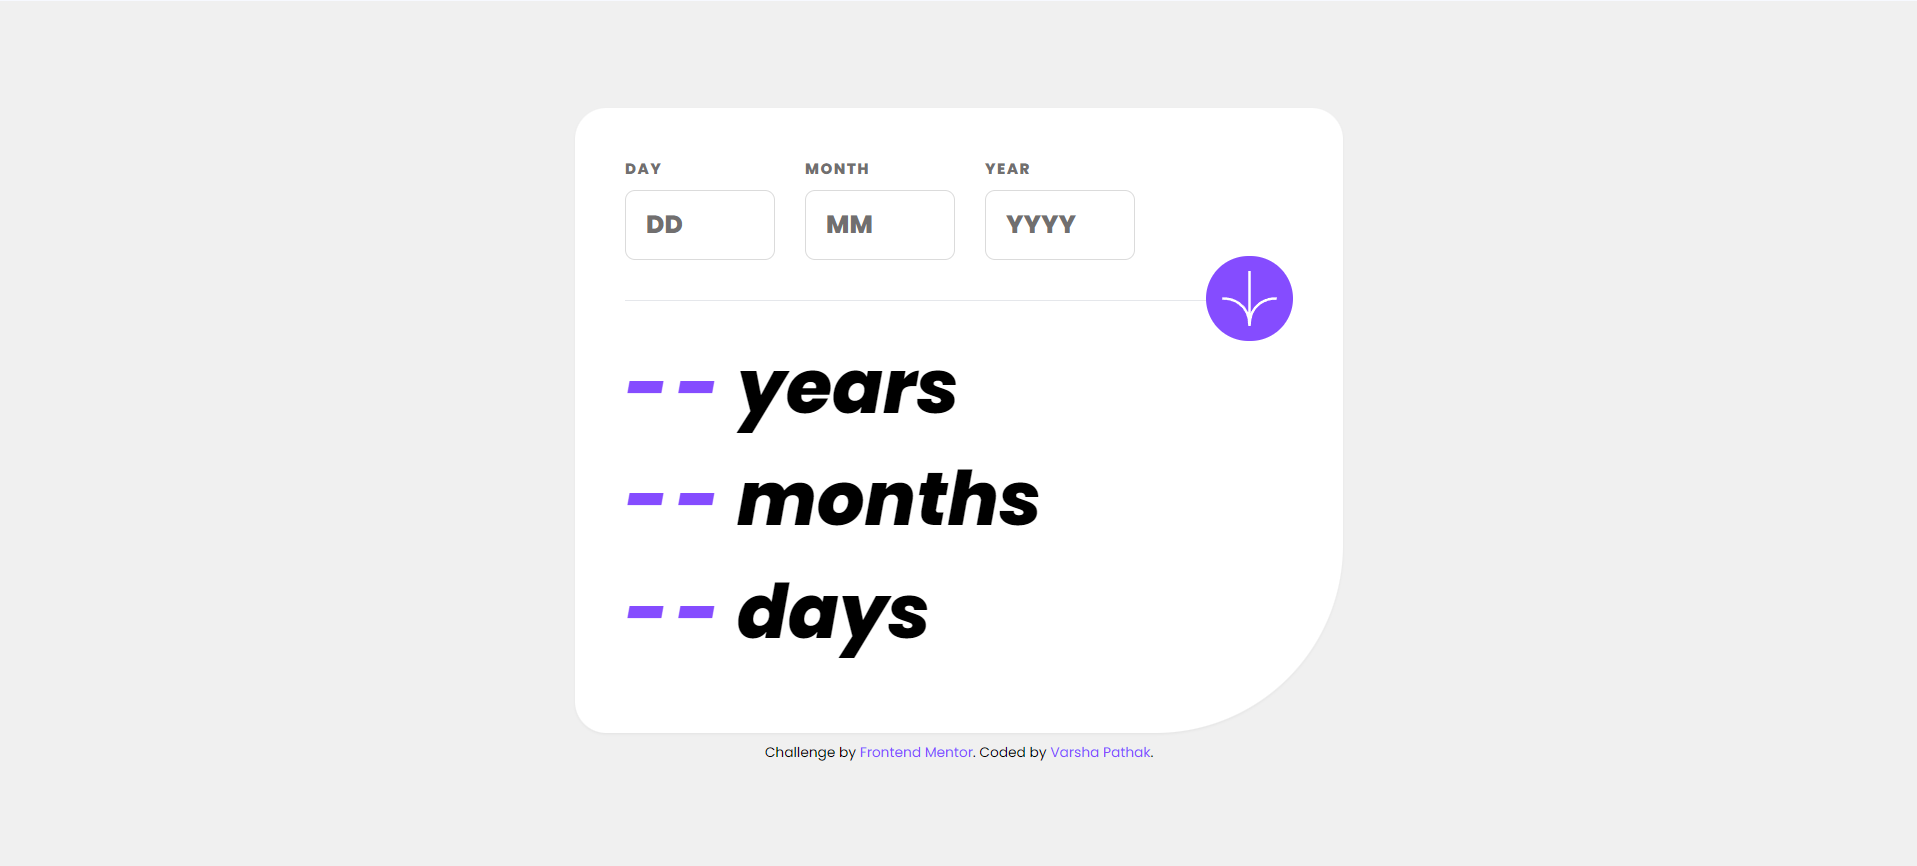 DAY MONTH YEAR
DD MM YYYY
-- years
-- months
-- days
Challenge by Frontend Mentor. Coded by Varsha Pathak.